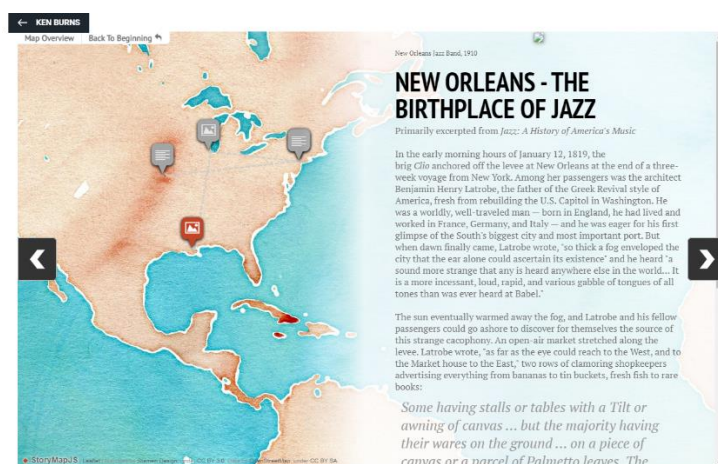 ← KEN BURNS
Map Overview
Back To Beginning
New Orleans Jazz Band, 1910
NEW ORLEANS - THE
BIRTHPLACE OF JAZZ
Primarily excerpted from Jazz: A History of America's Music
In the early morning hours of January 12, 1819, the
brig Clio anchored off the levee at New Orleans at the end of a three-
week voyage from New York. Among her passengers was the architect
Benjamin Henry Latrobe, the father of the Greek Revival style of
America, fresh from rebuilding the U.S. Capitol in Washington. He
was a worldly, well-traveled man — born in England, he had lived and
worked in France, Germany, and Italy — and he was eager for his first
glimpse of the South's biggest city and most important port. But
when dawn finally came, Latrobe wrote, "so thick a fog enveloped the
city that the ear alone could ascertain its existence" and he heard "a
sound more strange that any is heard anywhere else in the world... It
is a more incessant, loud, rapid, and various gabble of tongues of all
tones than was ever heard at Babel."
The sun eventually warmed away the fog, and Latrobe and his fellow
passengers could go ashore to discover for themselves the source of
this strange cacophony. An open-air market stretched along the
levee. Latrobe wrote, "as far as the eye could reach to the West, and to
the Market house to the East," two rows of clamoring shopkeepers
advertising everything from bananas to tin buckets, fresh fish to rare
books:
Some having stalls or tables with a Tilt or
awning of canvas ... but the majority having
their wares on the ground ... on a piece of
canvas or a parcel of Palmetto leaves. The
StoryMapJS